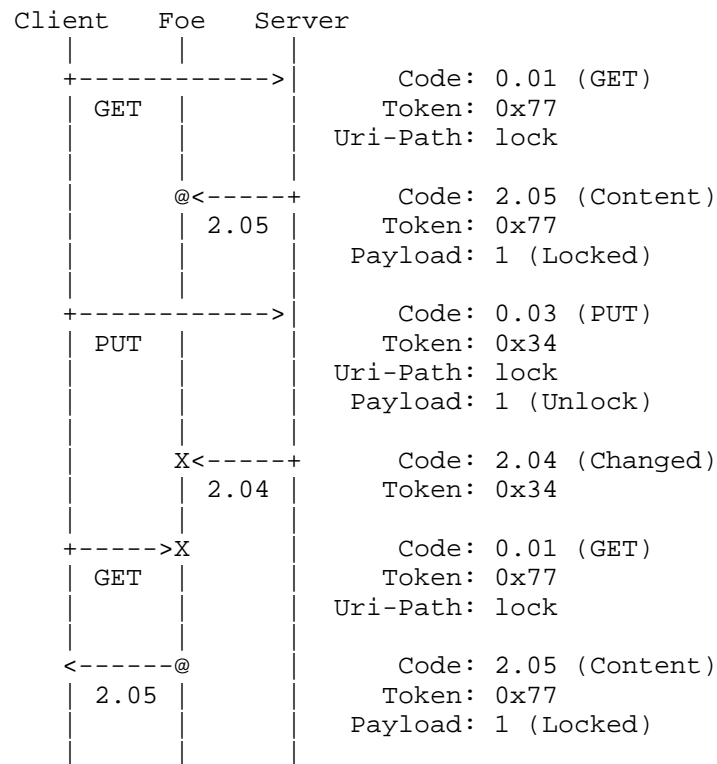 Client Foe Server
+------------>| Code: 0.01 (GET)
| GET | | Token: 0x77
| | | Uri-Path: lock
| @<-----+ Code: 2.05 (Content)
| | 2.05 | Token: 0x77
| | | Payload: 1 (Locked)
+------------>| Code: 0.03 (PUT)
| PUT | | Token: 0x34
| | | Uri-Path: lock
| | | Payload: 1 (Unlock)
| X<-----+ Code: 2.04 (Changed)
| | 2.04 | Token: 0x34
+----->X | Code: 0.01 (GET)
| GET | | Token: 0x77
| | | Uri-Path: lock
<------@ | Code: 2.05 (Content)
| 2.05 | | Token: 0x77
| | | Payload: 1 (Locked)